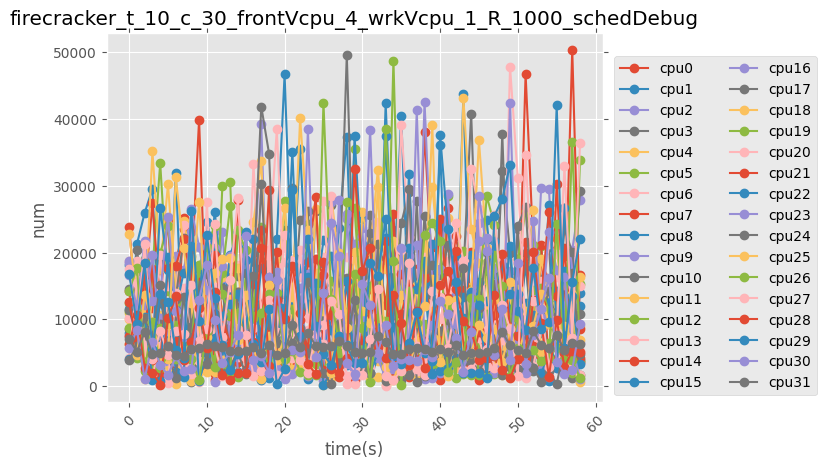 firecracker_t_10_c_30_frontVcpu_4_wrkVcpu_1_R_1000_schedDebug
50000
40000
30000
20000
10000
0
num
0
10
20
30
40
50
60
time(s)
cpu0
cpu1
cpu2
cpu3
cpu4
cpu5
cpu6
cpu7
cpu8
cpu9
cpu10
cpu11
cpu12
cpu13
cpu14
cpu15
cpu16
cpu17
cpu18
cpu19
cpu20
cpu21
cpu22
cpu23
cpu24
cpu25
cpu26
cpu27
cpu28
cpu29
cpu30
cpu31